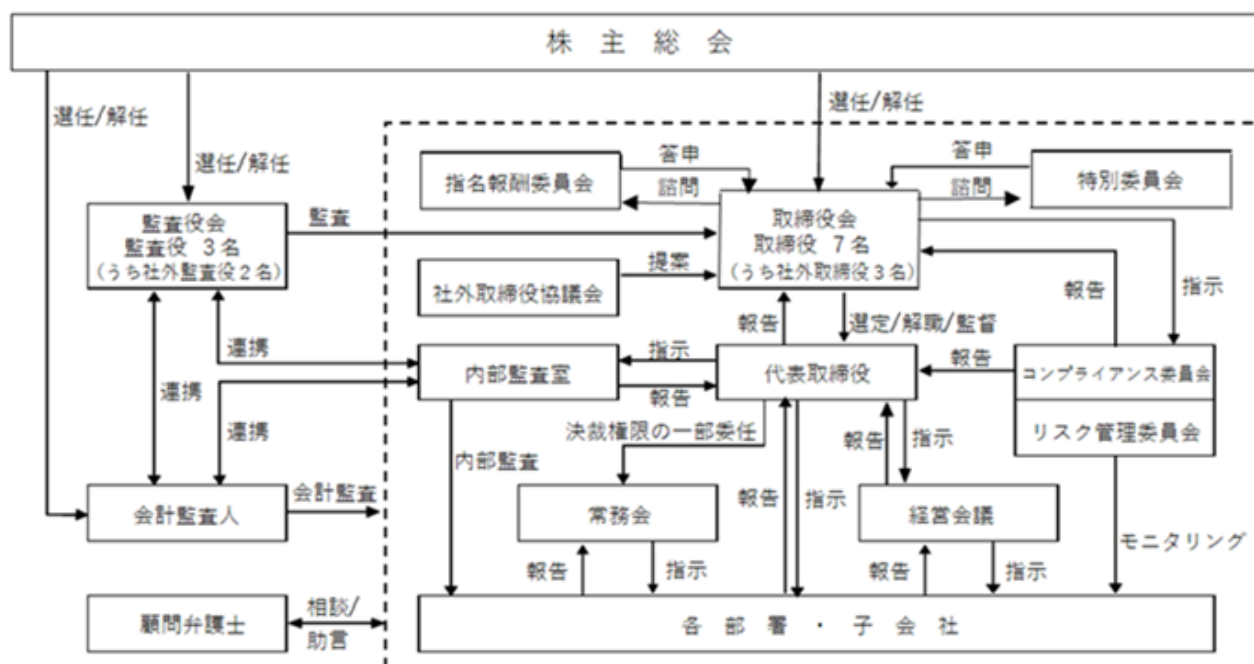 株主総会
選任/解任
選任/解任
選任/解任
指名報酬委員会
答申
諮問
答申
諮問
特別委員会
監査役会
監査役 3名
(うち社外監査役2名)
監査
取締役会
取締役 7名
(うち社外取締役3名)
社外取締役協議会
提案
報告
選定/解職/監督
報告
指示
連携
連携
連携
内部監査室
指示
報告
代表取締役
報告
コンプライアンス委員会
リスク管理委員会
決裁権限の一部委任
内部監査
報告
指示
会計監査人
会計監査
常務会
報告
指示
経営会議
モニタリング
報告
指示
報告
指示
顧問弁護士
相談/
助言
各部署・子会社